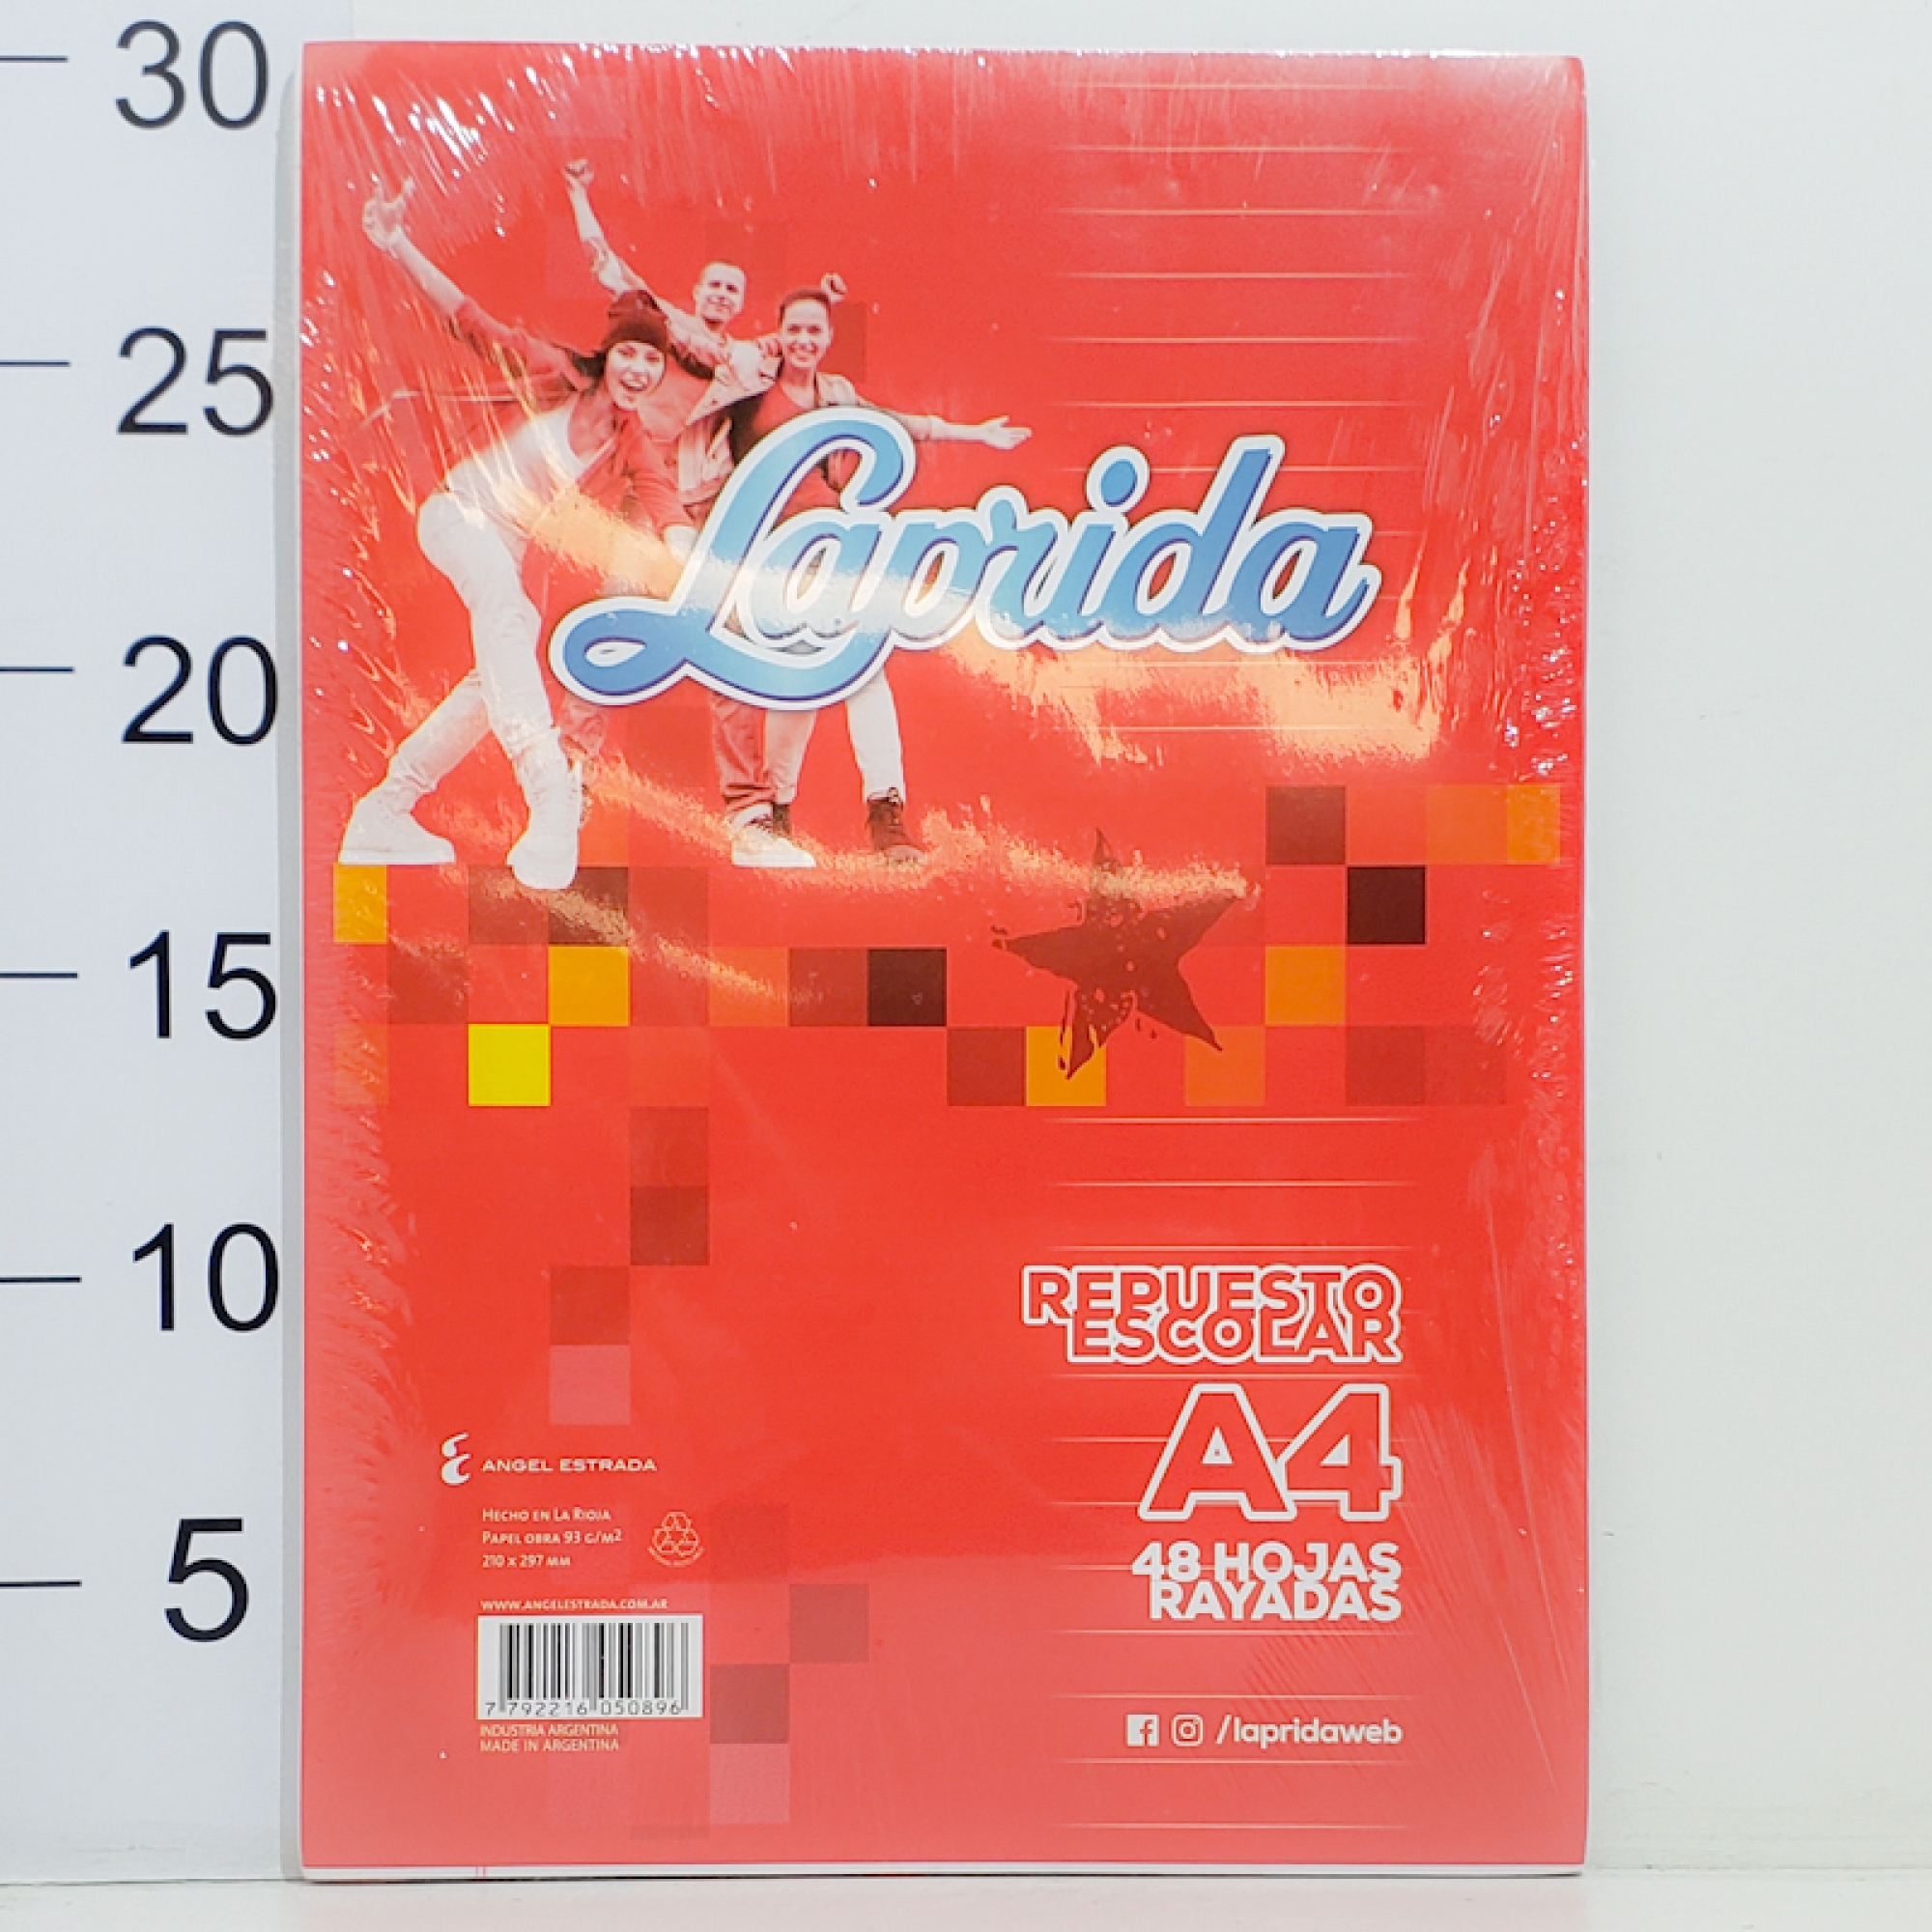 30
25
20
15
10
5
Laprida
REPUESTO
ESCOLAR
A4
48 HOJAS
RAYADAS
ANGEL ESTRADA
HECHO EN LA RIOJA
PAPEL OBRA 93 G/M2
210 X 297 MM
WWW.ANGELESTRADA.COM.AR
7 792216 050896
INDUSTRIA ARGENTINA
MADE IN ARGENTINA
/lapridaweb